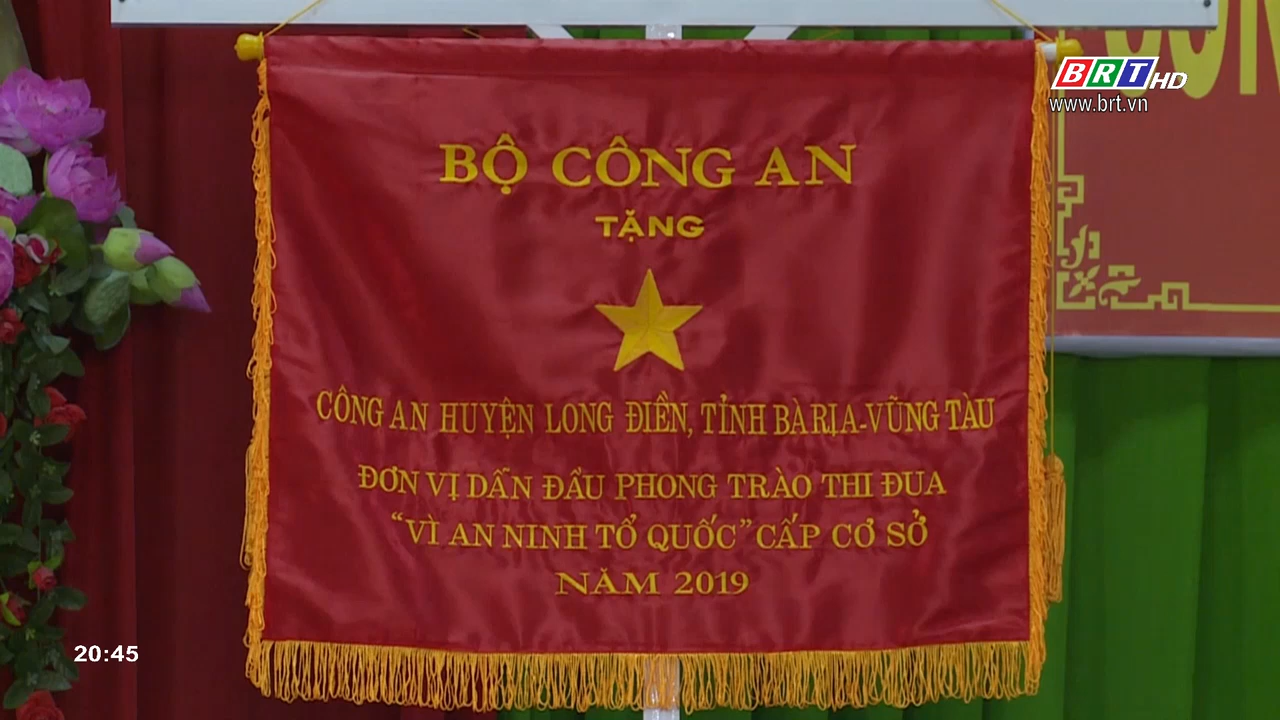 BRT HD
www.brt.vn
BỘ CÔNG AN
TẶNG
CÔNG AN HUYỆN LONG ĐIỀN, TỈNH BÀ RỊA-VŨNG TÀU
ĐƠN VỊ DẪN ĐẦU PHONG TRÀO THI ĐUA
“VÌ AN NINH TỔ QUỐC” CẤP CƠ SỞ
NĂM 2019
20:45